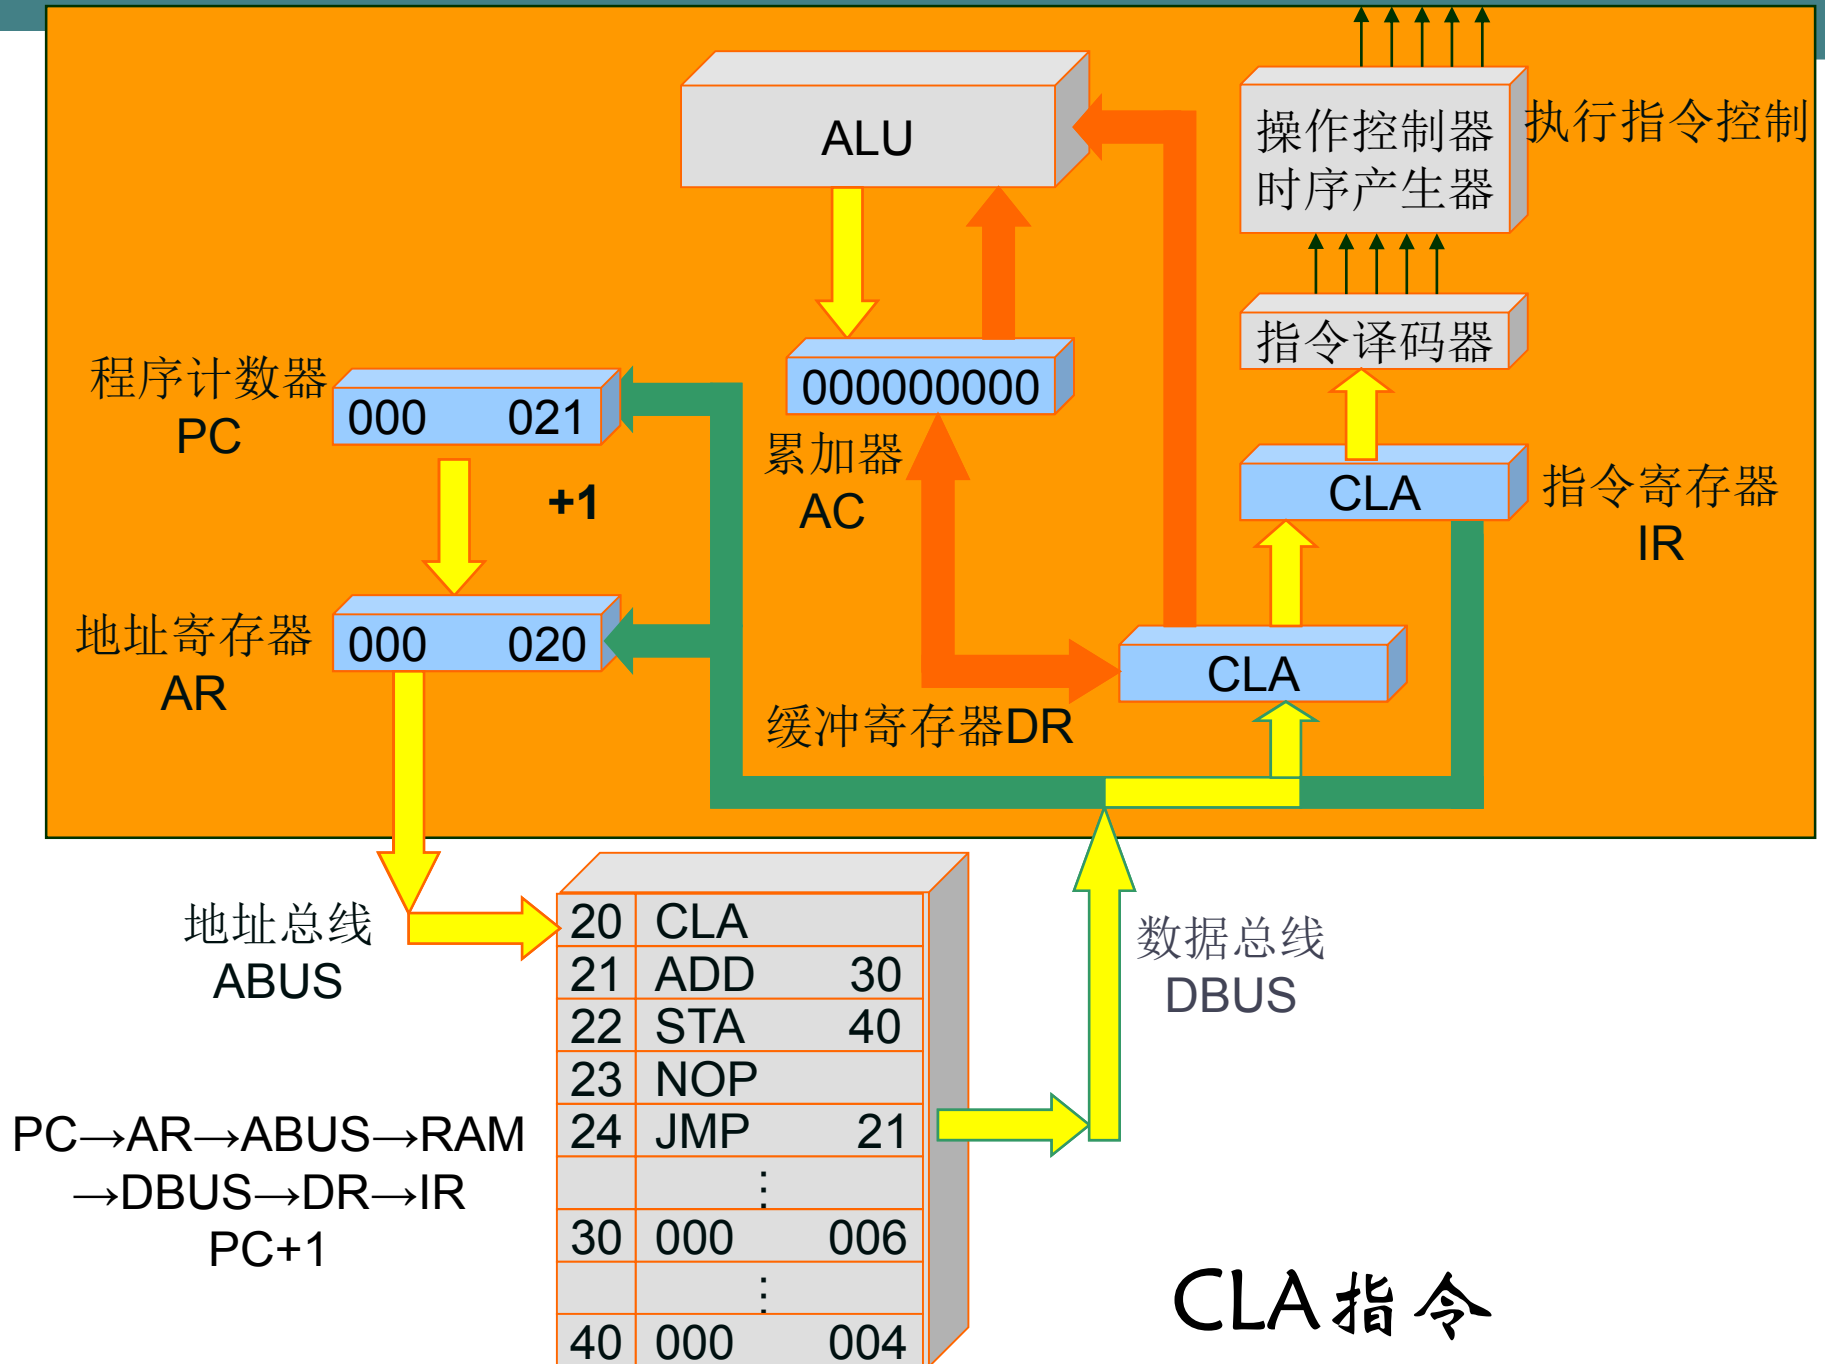 ALU
操作控制器
时序产生器
执行指令控制
指令译码器
程序计数器
PC
000 021
000000000
累加器
AC
+1
CLA
指令寄存器
IR
地址寄存器
AR
000 020
CLA
缓冲寄存器DR
地址总线
ABUS
数据总线
DBUS
20 CLA
21 ADD 30
22 STA 40
23 NOP
24 JMP 21
⋮
30 000 006
⋮
40 000 004
PC→AR→ABUS→RAM
→DBUS→DR→IR
PC+1
CLA指令